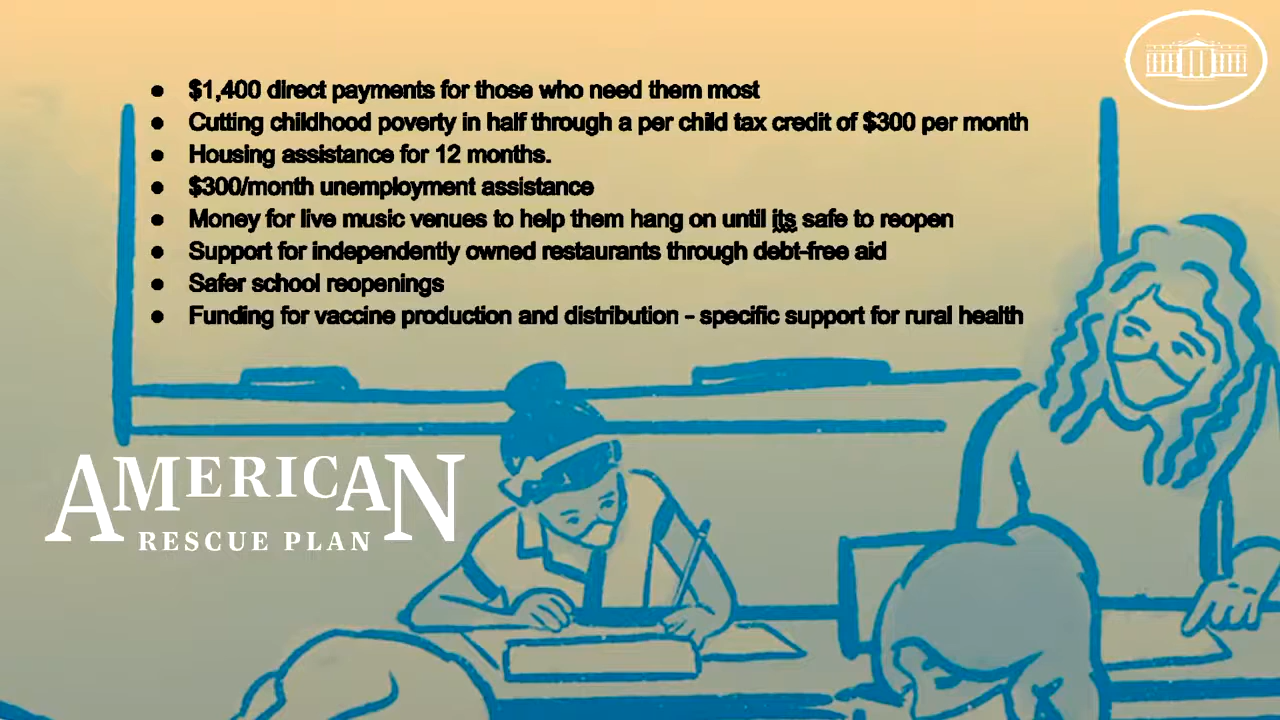 ● $1,400 direct payments for those who need them most
● Cutting childhood poverty in half through a per child tax credit of $300 per month
● Housing assistance for 12 months.
● $300/month unemployment assistance
● Money for live music venues to help them hang on until its safe to reopen
● Support for independently owned restaurants through debt-free aid
● Safer school reopenings
● Funding for vaccine production and distribution - specific support for rural health
AMERICAN
RESCUE PLAN